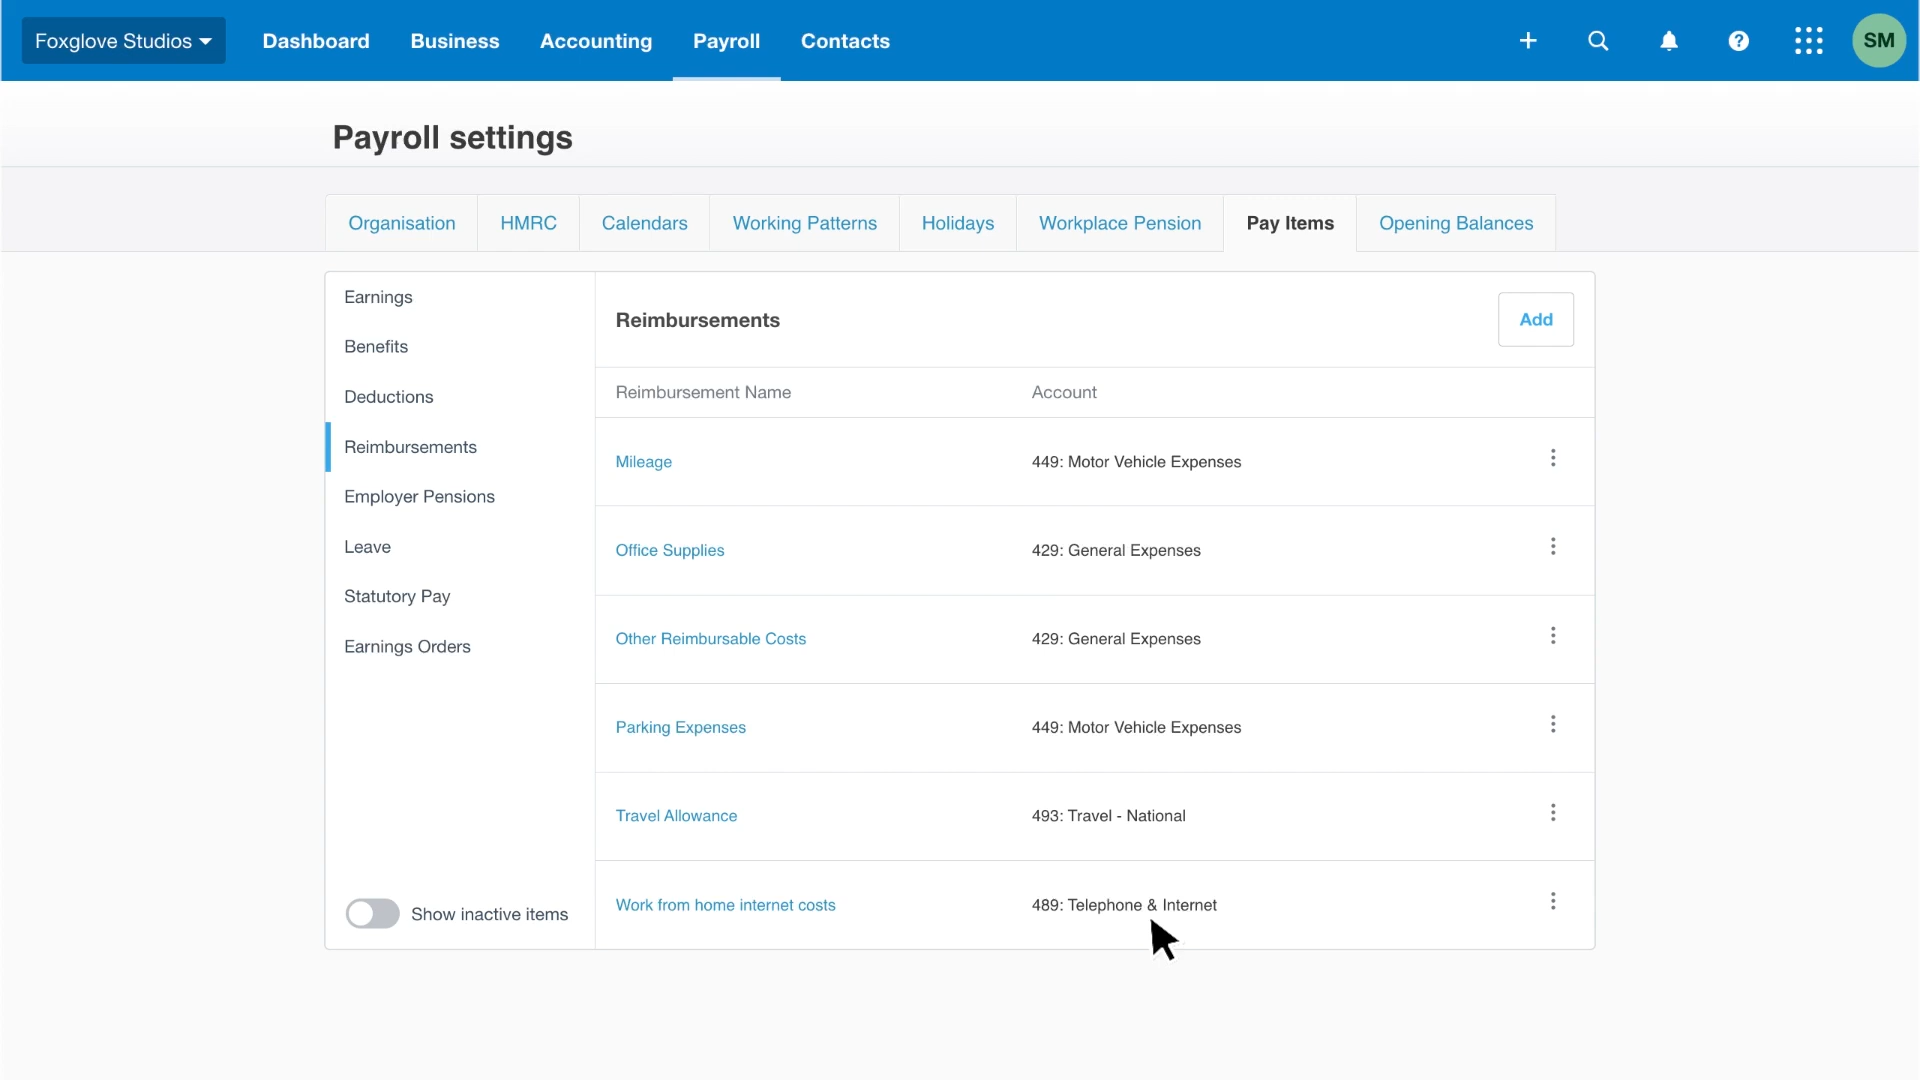 Foxglove Studios
Dashboard
Business
Accounting
Payroll
Contacts
SM
Payroll settings
Organisation
HMRC
Calendars
Working Patterns
Holidays
Workplace Pension
Pay Items
Opening Balances
Earnings
Benefits
Deductions
Reimbursements
Employer Pensions
Leave
Statutory Pay
Earnings Orders
Show inactive items
Reimbursements
Add
Reimbursement Name Account
Mileage 449: Motor Vehicle Expenses
Office Supplies 429: General Expenses
Other Reimbursable Costs 429: General Expenses
Parking Expenses 449: Motor Vehicle Expenses
Travel Allowance 493: Travel - National
Work from home internet costs 489: Telephone & Internet